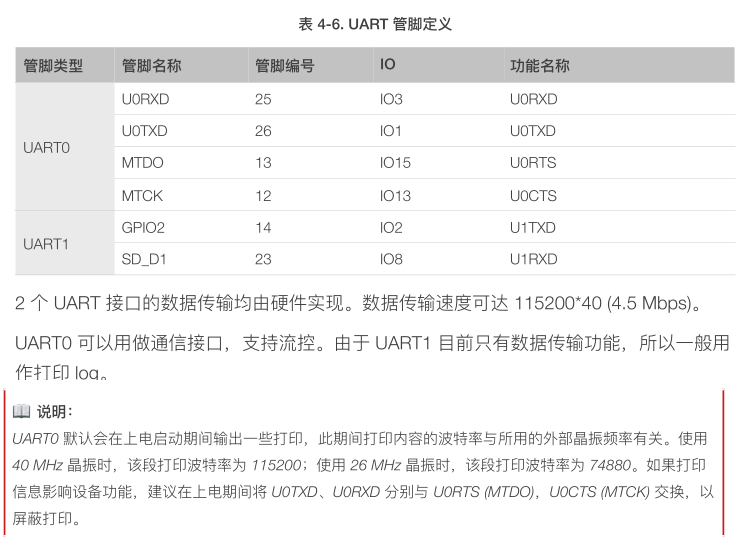 表 4-6. UART 管脚定义
管脚类型 管脚名称 管脚编号 IO 功能名称
UART0
U0RXD 25 IO3 U0RXD
U0TXD 26 IO1 U0TXD
MTDO 13 IO15 U0RTS
MTCK 12 IO13 U0CTS
UART1
GPIO2 14 IO2 U1TXD
SD_D1 23 IO8 U1RXD
2 个 UART 接口的数据传输均由硬件实现。数据传输速度可达 115200*40 (4.5 Mbps)。
UART0 可以用做通信接口，支持流控。由于 UART1 目前只有数据传输功能，所以一般用
作打印 log。
说明：
UART0 默认会在上电启动期间输出一些打印，此期间打印内容的波特率与所用的外部晶振频率有关。使用
40 MHz 晶振时，该段打印波特率为 115200；使用 26 MHz 晶振时，该段打印波特率为 74880。如果打印
信息影响设备功能，建议在上电期间将 U0TXD、U0RXD 分别与 U0RTS (MTDO)，U0CTS (MTCK) 交换，以
屏蔽打印。